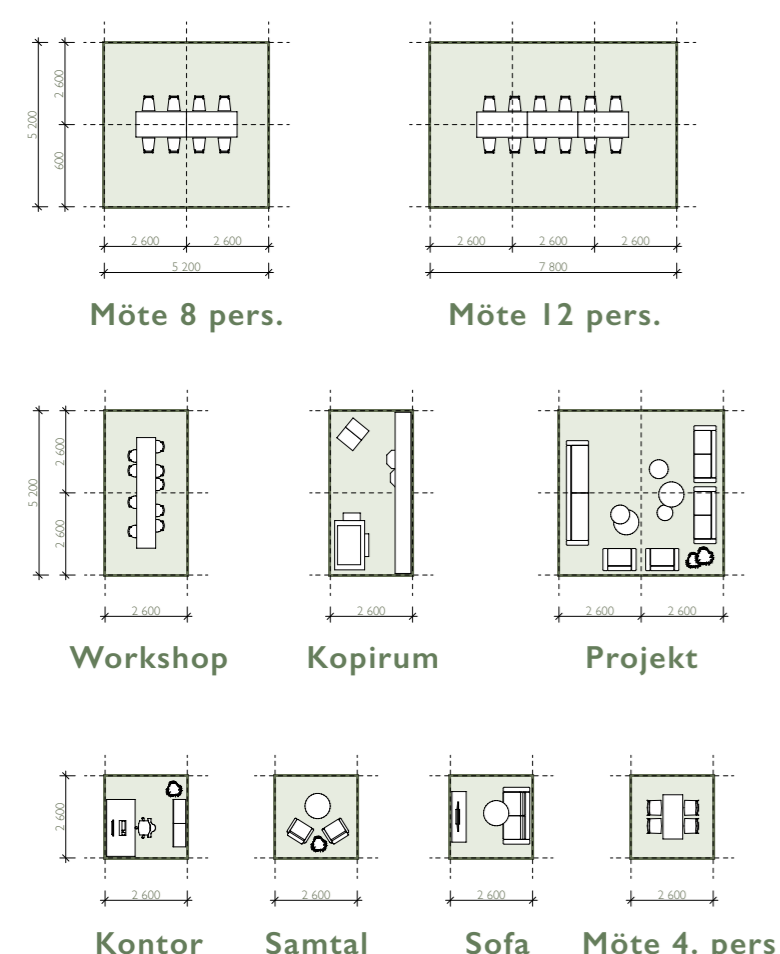 2 600
5 200
600
2 600 2 600 2 600 2 600 2 600
5 200 7 800
Möte 8 pers. Möte 12 pers.
2 600
5 200
2 600
2 600 2 600 2 600 2 600
Workshop Kopirum Projekt
2 600
2 600 2 600 2 600 2 600
Kontor Samtal Sofa Möte 4. pers